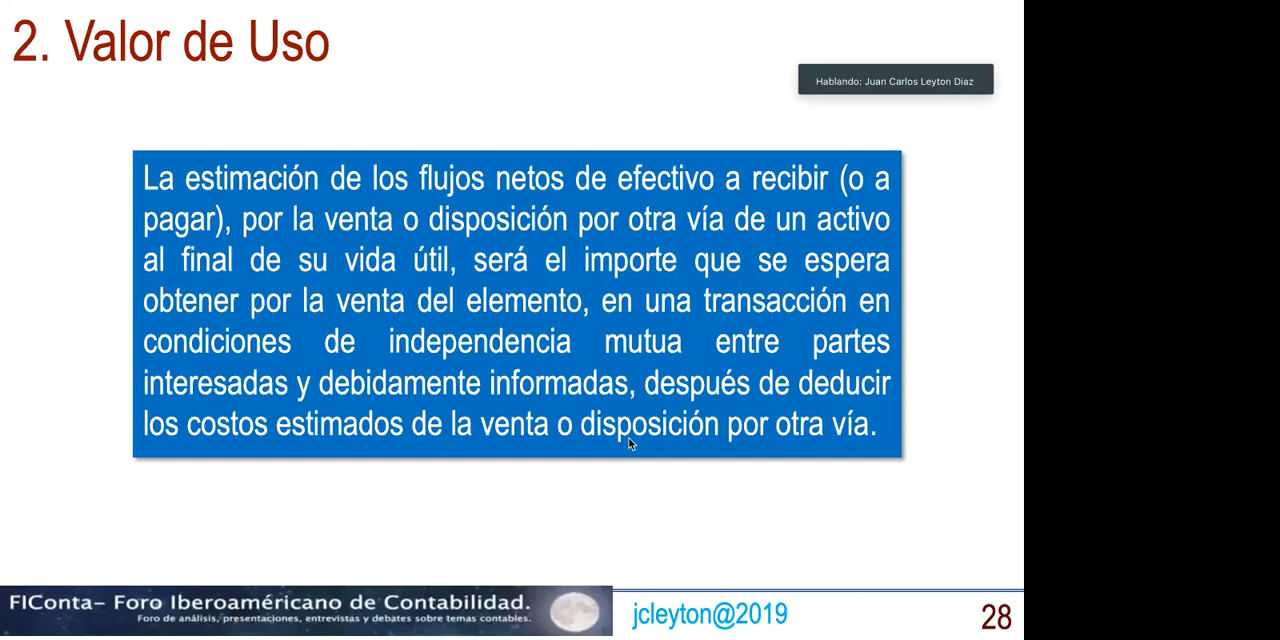 2. Valor de Uso
Hablando: Juan Carlos Leyton Diaz
La estimación de los flujos netos de efectivo a recibir (o a
pagar), por la venta o disposición por otra vía de un activo
al final de su vida útil, será el importe que se espera
obtener por la venta del elemento, en una transacción en
condiciones de independencia mutua entre partes
interesadas y debidamente informadas, después de deducir
los costos estimados de la venta o disposición por otra vía.
FIConta– Foro Iberoaméricano de Contabilidad.
Foro de análisis, presentaciones, entrevistas y debates sobre temas contables.
jcleyton@2019
28